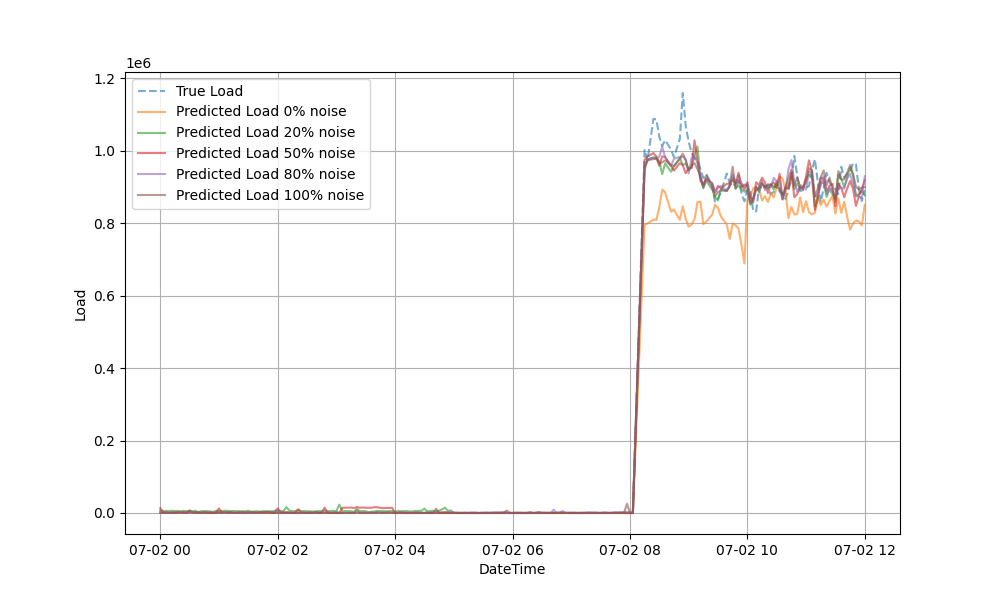 1e6
1.2
1.0
0.8
0.6
0.4
0.2
0.0
Load
True Load
Predicted Load 0% noise
Predicted Load 20% noise
Predicted Load 50% noise
Predicted Load 80% noise
Predicted Load 100% noise
07-02 00
07-02 02
07-02 04
07-02 06
07-02 08
07-02 10
07-02 12
DateTime